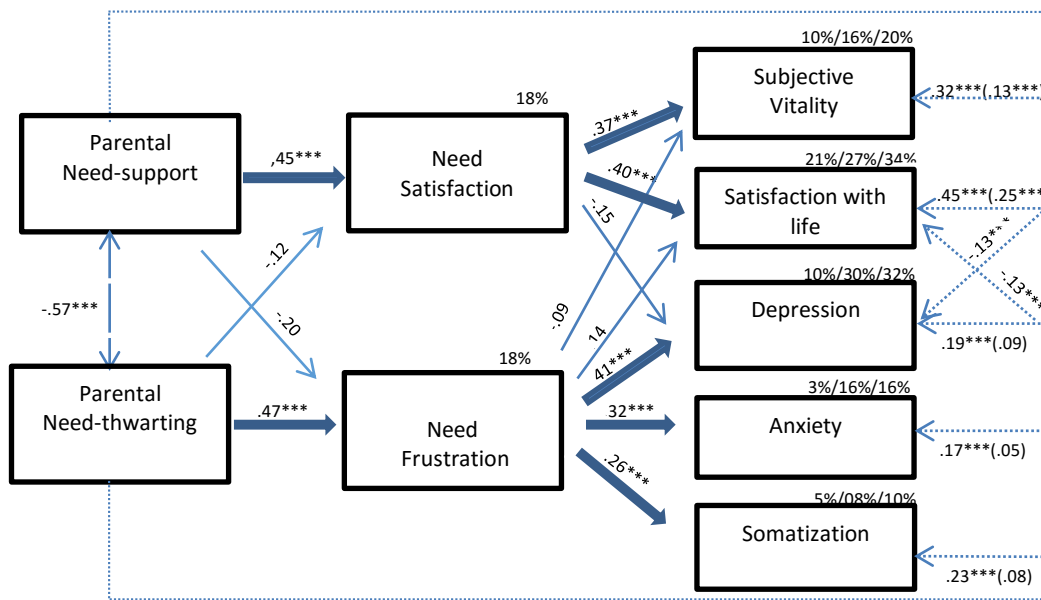 10%/16%/20%
Subjective
Vitality
.32***(.13***)
18%
.37***
Parental
Need-support
,45***
Need
Satisfaction
.40***
21%/27%/34%
Satisfaction with
life
.45***(.25***
-.15
-.13***
-.13***
-.12
-.20
-.57***
-.09
.14
10%/30%/32%
Depression
.19***(.09)
18%
41***
Parental
Need-thwarting
.47***
Need
Frustration
32***
3%/16%/16%
Anxiety
.17***(.05)
.26***
5%/08%/10%
Somatization
.23***(.08)